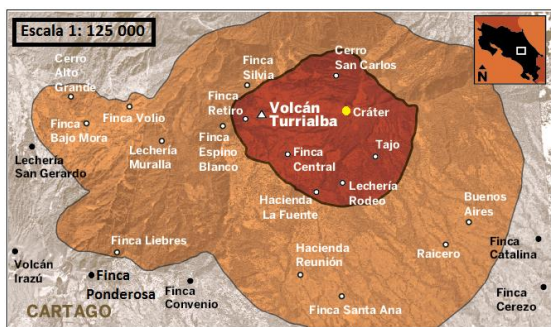 Escala 1: 125 000
N
Cerro
Alto
Grande
Finca
Silvia
Cerro
San Carlos
Finca
Bajo Mora
Finca Volio
Finca
Retiro
Volcán
Turrialba
Cráter
Lechería
San Gerardo
Lechería
Muralla
Finca
Espino
Blanco
Finca
Central
Tajo
Hacienda
La Fuente
Lechería
Rodeo
Buenos
Aires
Finca Liebres
Hacienda
Reunión
Raicero
Finca
Catalina
Volcán
Irazú
Finca
Ponderosa
Finca
Convenio
Finca Santa Ana
Finca
Cerezo
CARTAGO